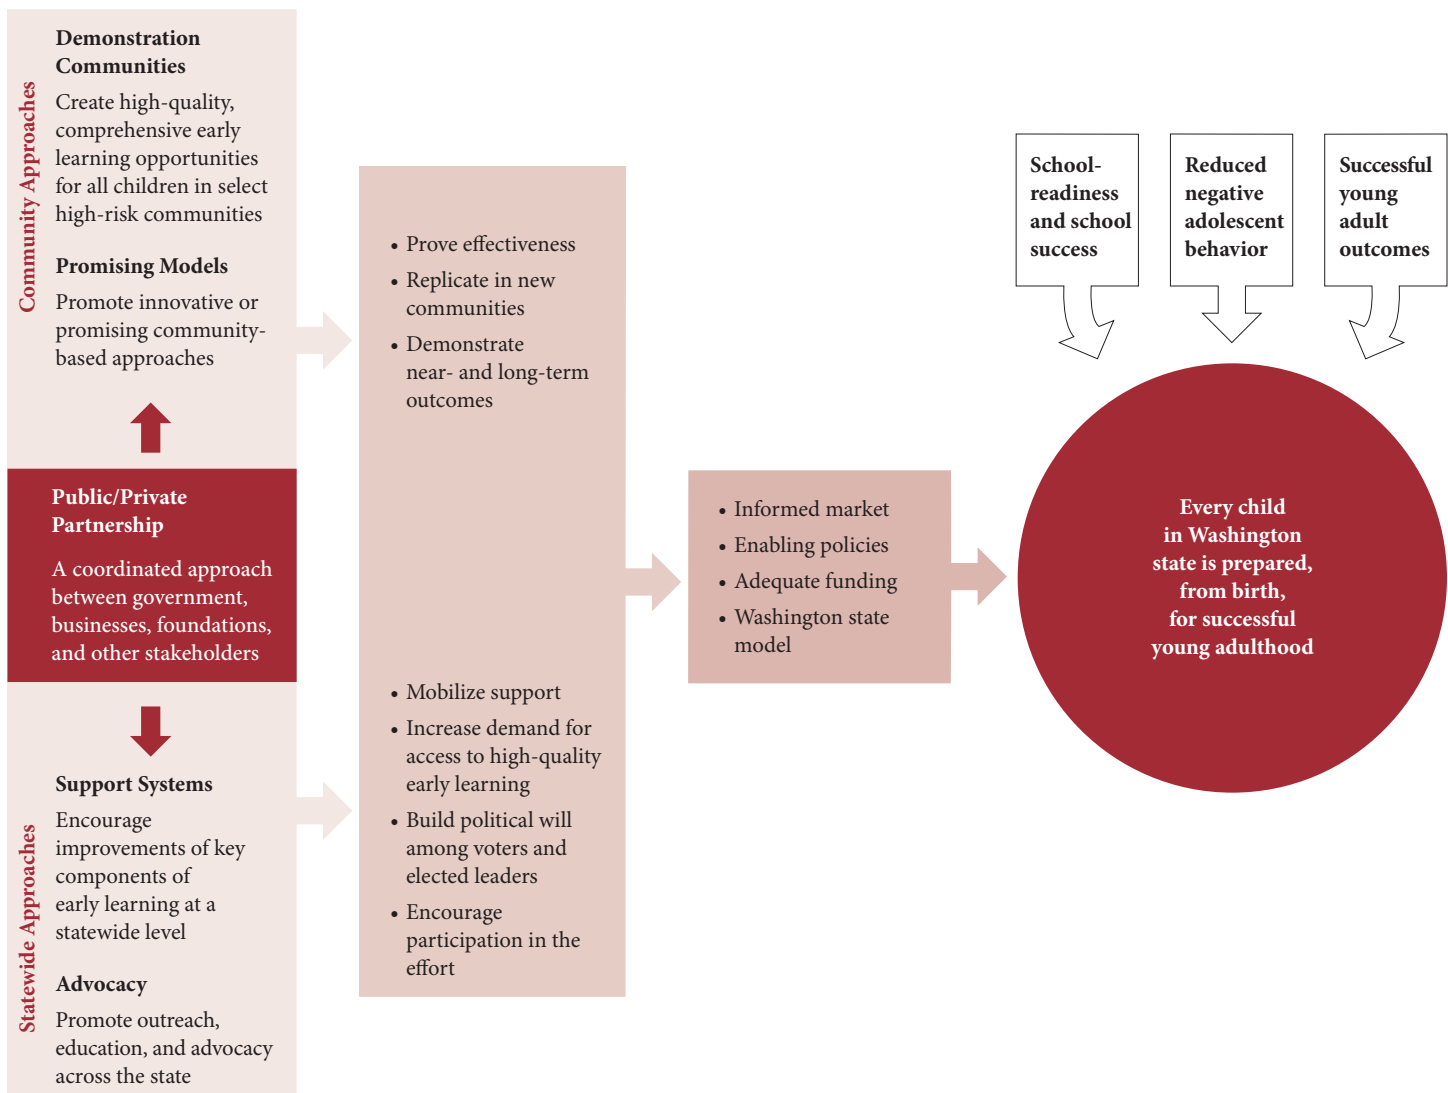 Community Approaches
Demonstration
Communities
Create high-quality,
comprehensive early
learning opportunities
for all children in select
high-risk communities
Promising Models
Promote innovative or
promising community-
based approaches
Public/Private
Partnership
A coordinated approach
between government,
businesses, foundations,
and other stakeholders
Statewide Approaches
Support Systems
Encourage
improvements of key
components of
early learning at a
statewide level
Advocacy
Promote outreach,
education, and advocacy
across the state
• Prove effectiveness
• Replicate in new
communities
• Demonstrate
near- and long-term
outcomes
• Mobilize support
• Increase demand for
access to high-quality
early learning
• Build political will
among voters and
elected leaders
• Encourage
participation in the
effort
• Informed market
• Enabling policies
• Adequate funding
• Washington state
model
School-
readiness
and school
success
Reduced
negative
adolescent
behavior
Successful
young
adult
outcomes
Every child
in Washington
state is prepared,
from birth,
for successful
young adulthood